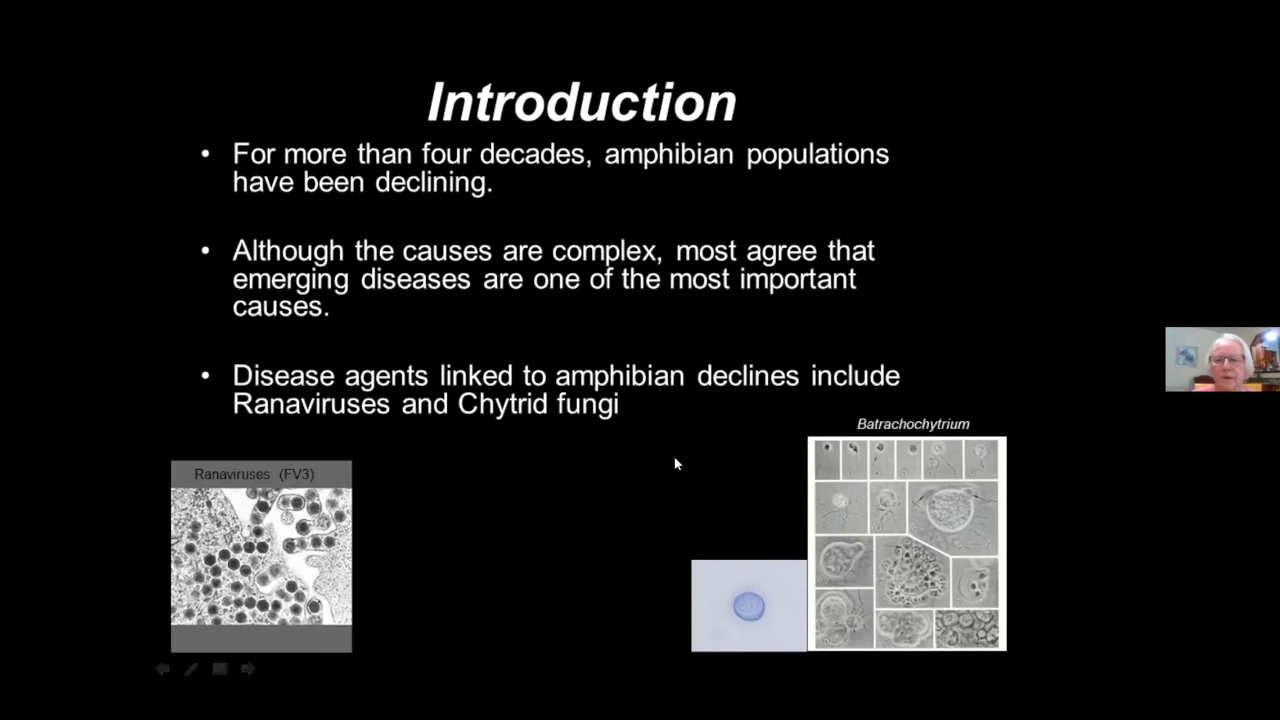 Introduction
• For more than four decades, amphibian populations
have been declining.
• Although the causes are complex, most agree that
emerging diseases are one of the most important
causes.
• Disease agents linked to amphibian declines include
Ranaviruses and Chytrid fungi
Batrachochytrium
Ranaviruses (FV3)